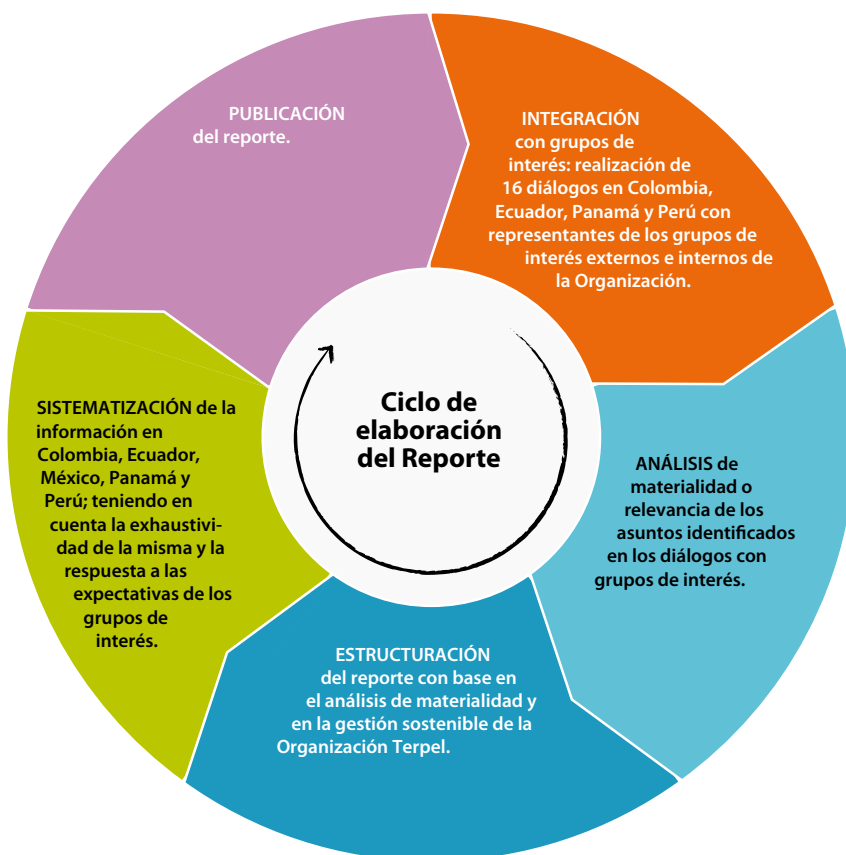 PUBLICACIÓN
del reporte.
INTEGRACIÓN
con grupos de
interés: realización de
16 diálogos en Colombia,
Ecuador, Panamá y Perú con
representantes de los grupos de
interés externos e internos de
la Organización.
Ciclo de
elaboración
del Reporte
SISTEMATIZACIÓN de la
información en
Colombia, Ecuador,
México, Panamá y
Perú; teniendo en
cuenta la exhaustivi-
dad de la misma y la
respuesta a las
expectativas de los
grupos de
interés.
ANÁLISIS de
materialidad o
relevancia de los
asuntos identificados
en los diálogos con
grupos de interés.
ESTRUCTURACIÓN
del reporte con base en
el análisis de materialidad y
en la gestión sostenible de la
Organización Terpel.